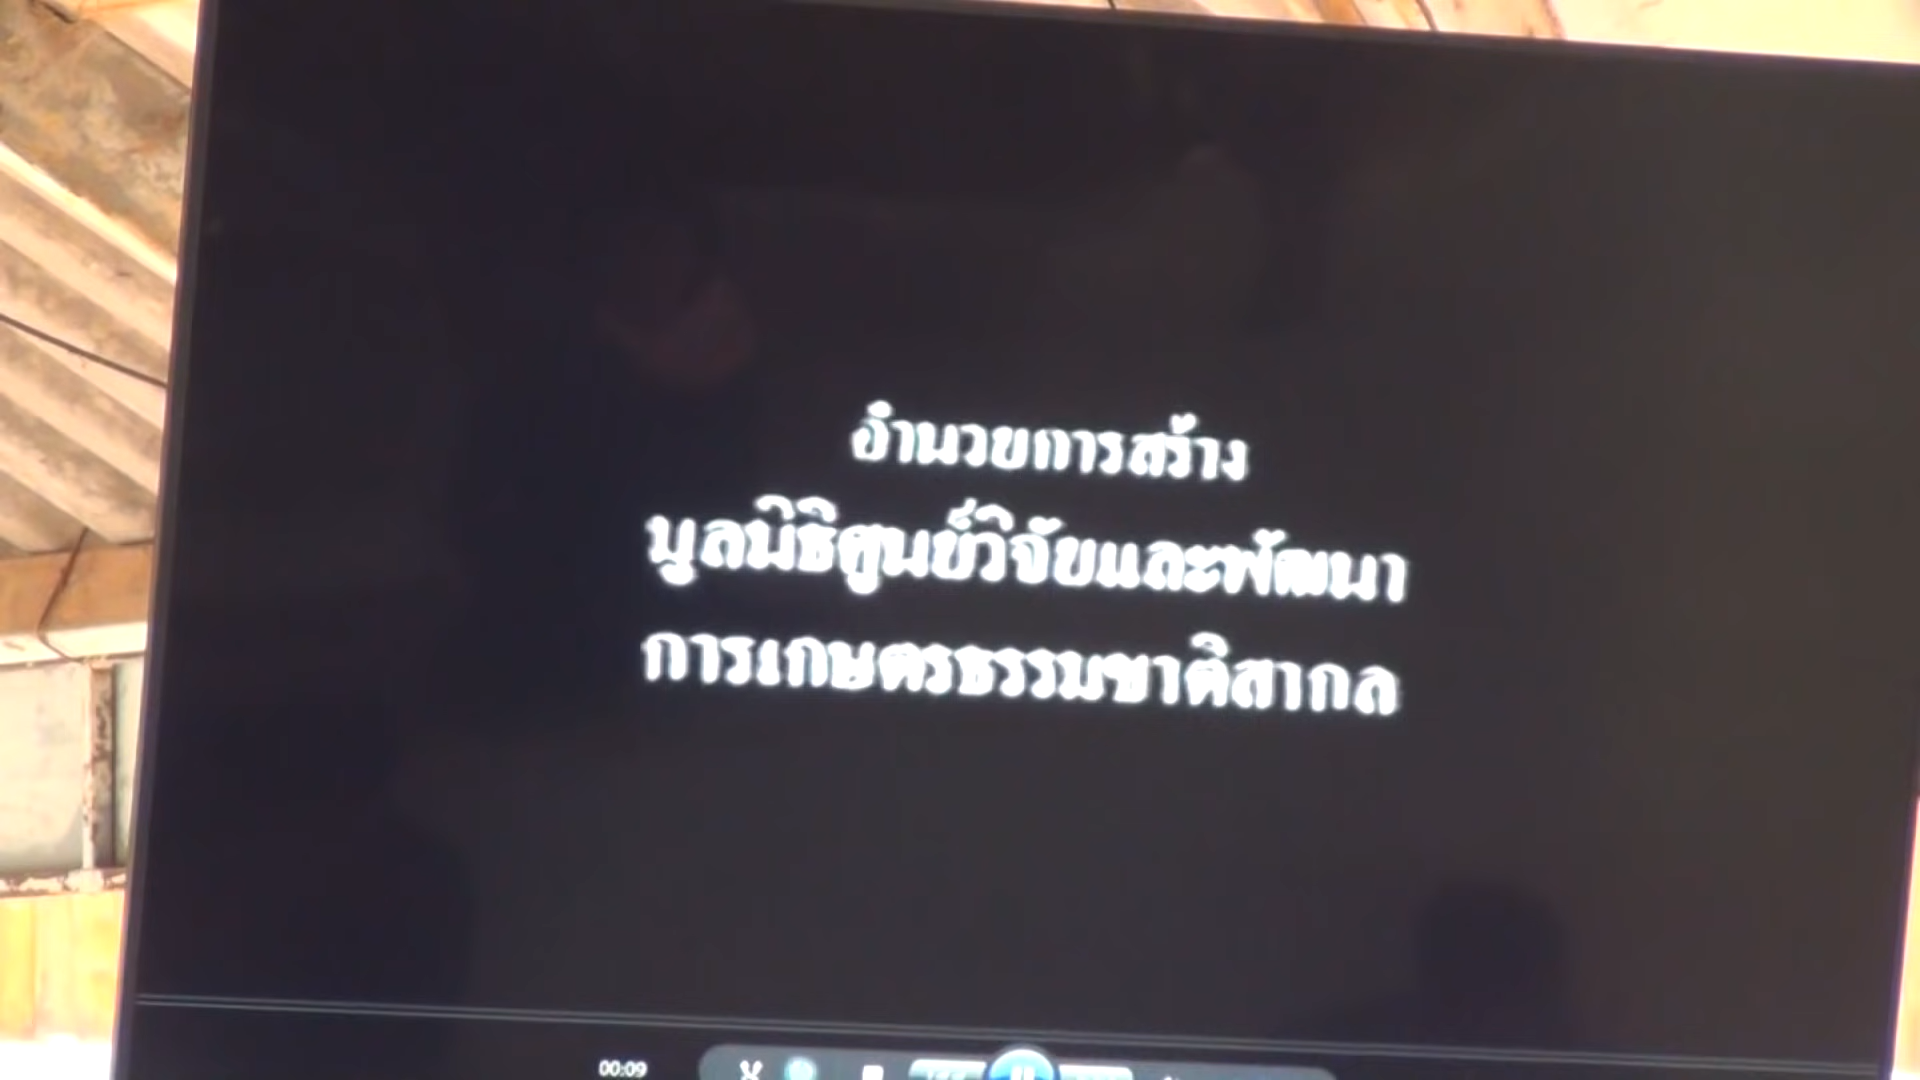 อำนวยการสร้าง
มูลนิธิศูนย์วิจัยและพัฒนา
การเกษตรธรรมชาติสากล
00:09